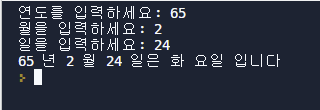 연도를 입력하세요: 65
월을 입력하세요: 2
일을 입력하세요: 24
65 년 2 월 24 일은 화 요일 입니다
>